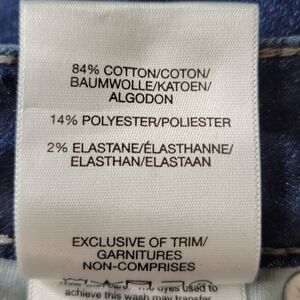 84% COTTON/COTON/
BAUMWOLLE/KATOEN/
ALGODON
14% POLYESTER/POLIESTER
2% ELASTANE/ÉLASTHANNE/
ELASTHAN/ELASTAAN
EXCLUSIVE OF TRIM/
GARNITURES
NON-COMPRISES
The dyes used to
achieve this wash may transfer